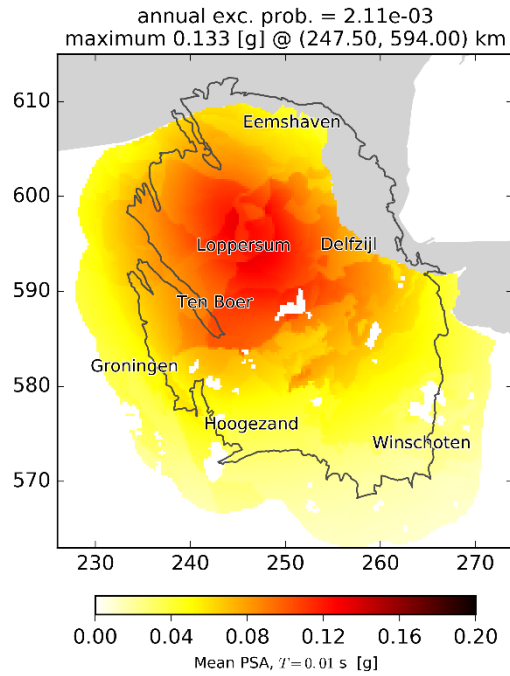 annual exc. prob. = 2.11e-03
maximum 0.133 [g] @ (247.50, 594.00) km
610
Eemshaven
600
Loppersum
Delfzijl
590
Ten Boer
Groningen
580
Hoogezand
Winschoten
570
230 240 250 260 270
0.00 0.04 0.08 0.12 0.16 0.20
Mean PSA, T=0.01 s [g]